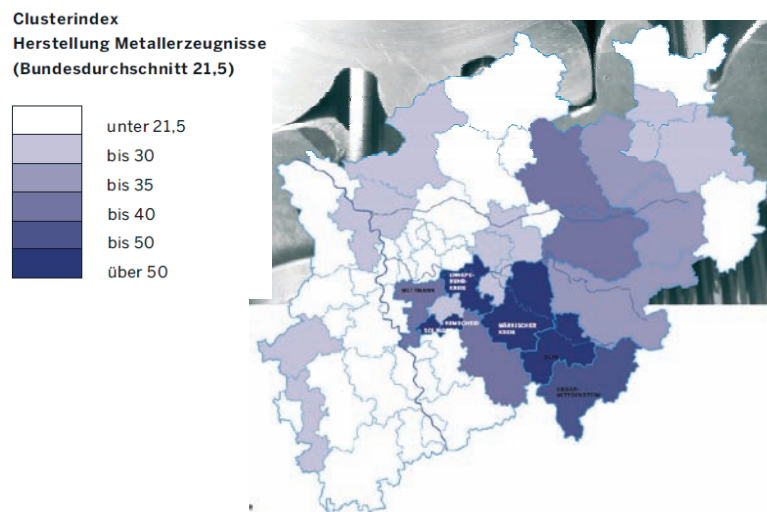 Clusterindex
Herstellung Metallerzeugnisse
(Bundesdurchschnitt 21,5)
unter 21,5
bis 30
bis 35
bis 40
bis 50
über 50
ENNEPE-
RUHR-
KREIS
METTMANN
REMSCHEID
SOLINGEN
MÄRKISCHER
KREIS
OLPE
SIEGEN-
WITTGENSTEIN